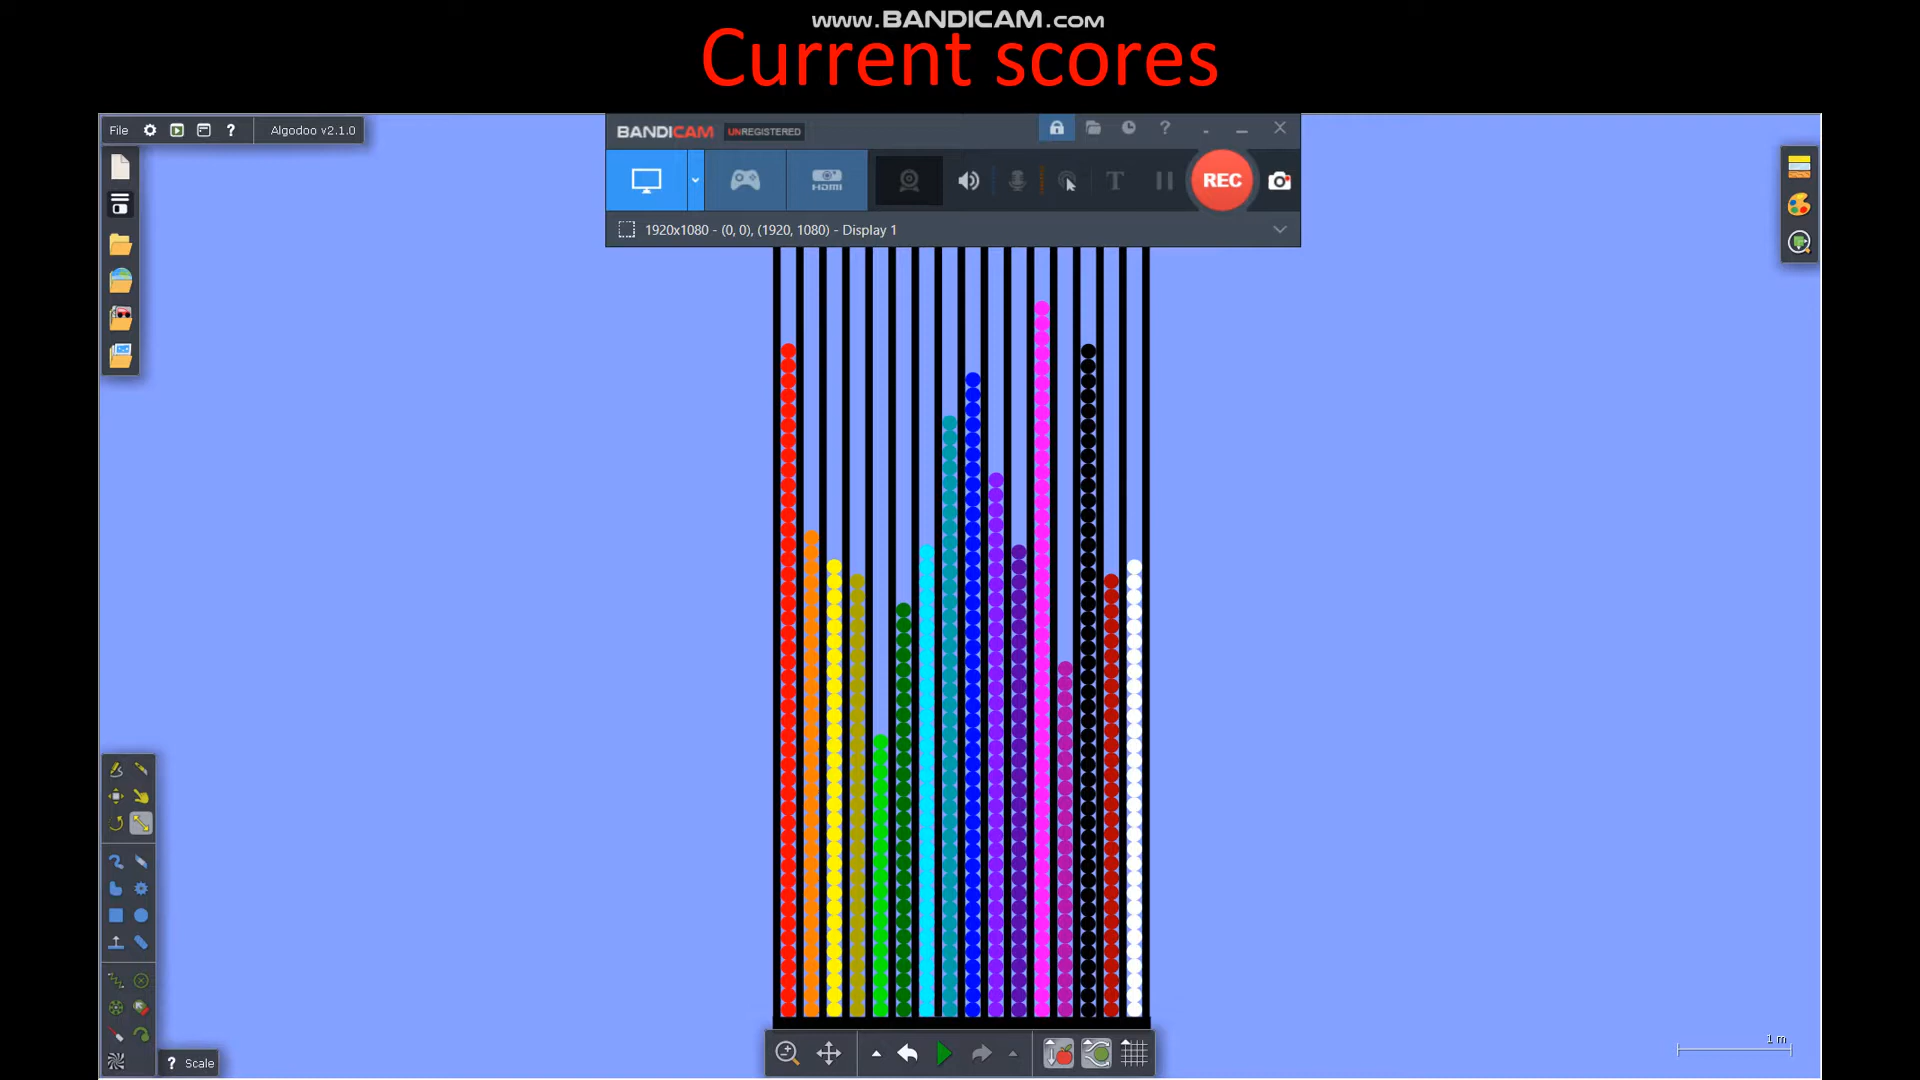 www.BANDICAM.com
Current scores
File ? Algodoo v2.1.0
BANDICAM UNREGISTERED ?
HDMI T REC
1920x1080 - (0, 0), (1920, 1080) - Display 1
1 m
? Scale